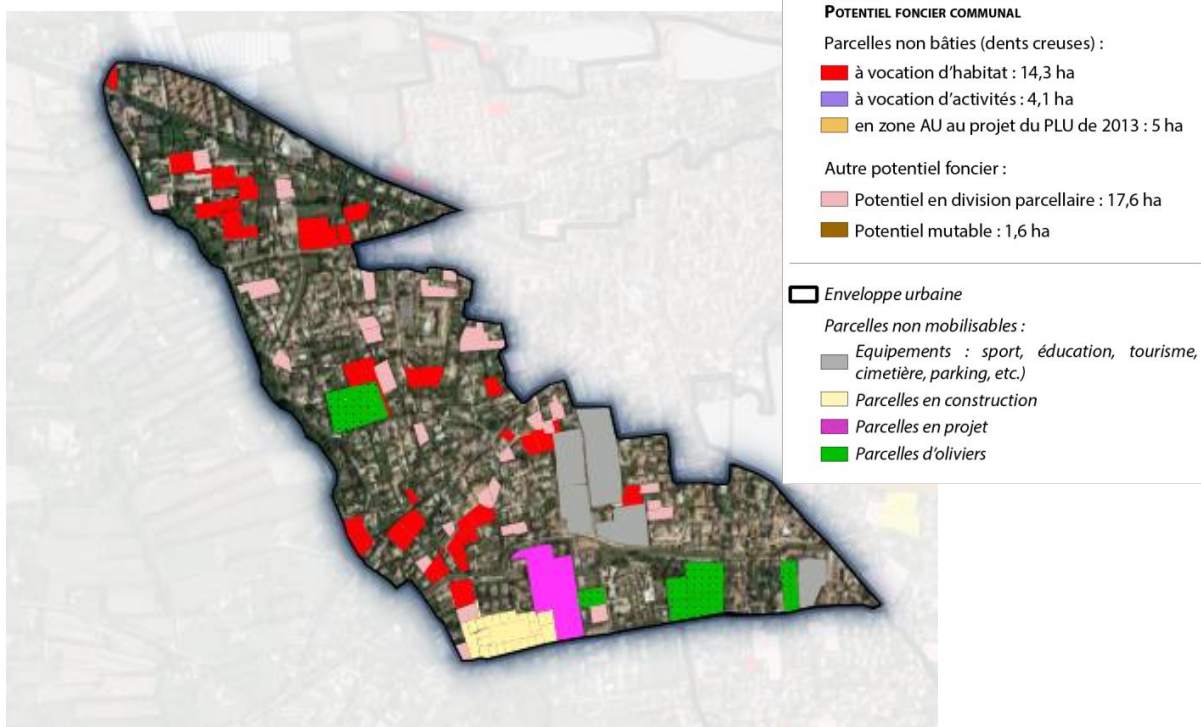 POTENTIEL FONCIER COMMUNAL
Parcelles non bâties (dents creuses) :
à vocation d'habitat : 14,3 ha
à vocation d'activités : 4,1 ha
en zone AU au projet du PLU de 2013 : 5 ha
Autre potentiel foncier :
Potentiel en division parcellaire : 17,6 ha
Potentiel mutable : 1,6 ha
Enveloppe urbaine
Parcelles non mobilisables :
Equipements : sport, éducation, tourisme,
cimetière, parking, etc.)
Parcelles en construction
Parcelles en projet
Parcelles d'oliviers